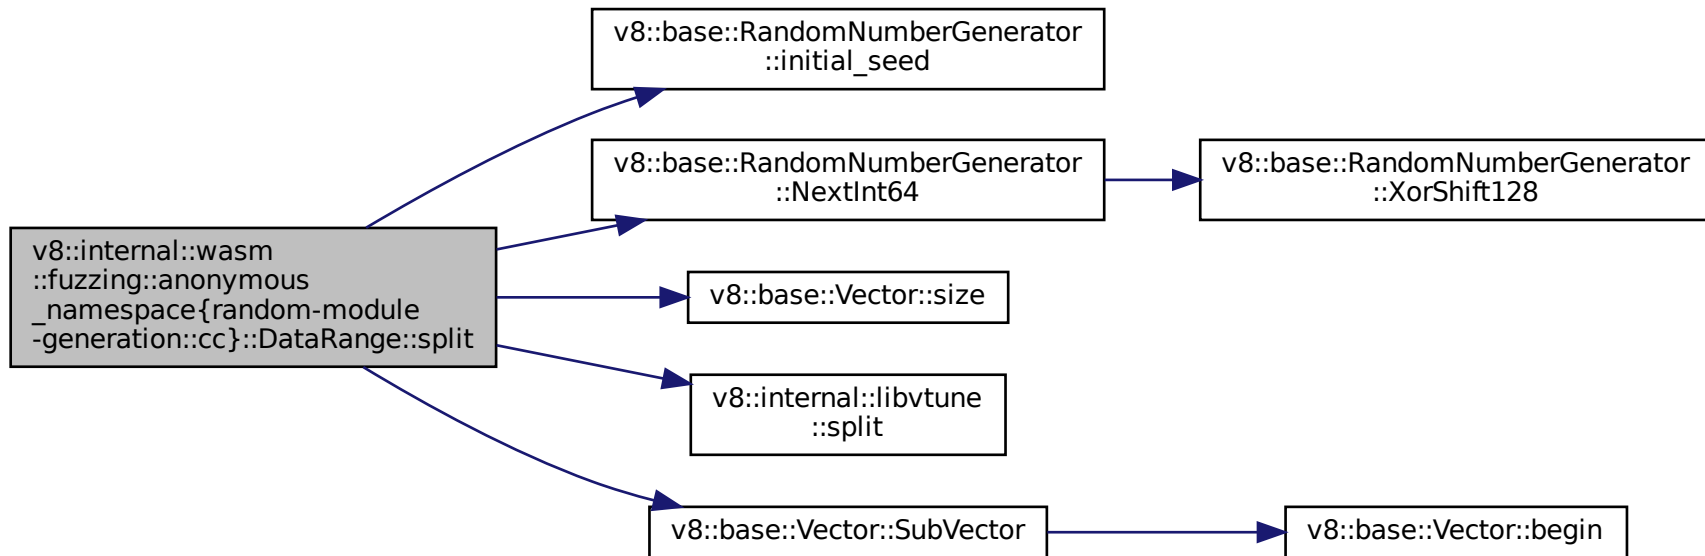 v8::base::RandomNumberGenerator
::initial_seed
v8::base::RandomNumberGenerator
::NextInt64
v8::base::RandomNumberGenerator
::XorShift128
v8::internal::wasm
::fuzzing::anonymous
_namespace{random-module
-generation::cc}::DataRange::split
v8::base::Vector::size
v8::internal::libvtune
::split
v8::base::Vector::SubVector
v8::base::Vector::begin